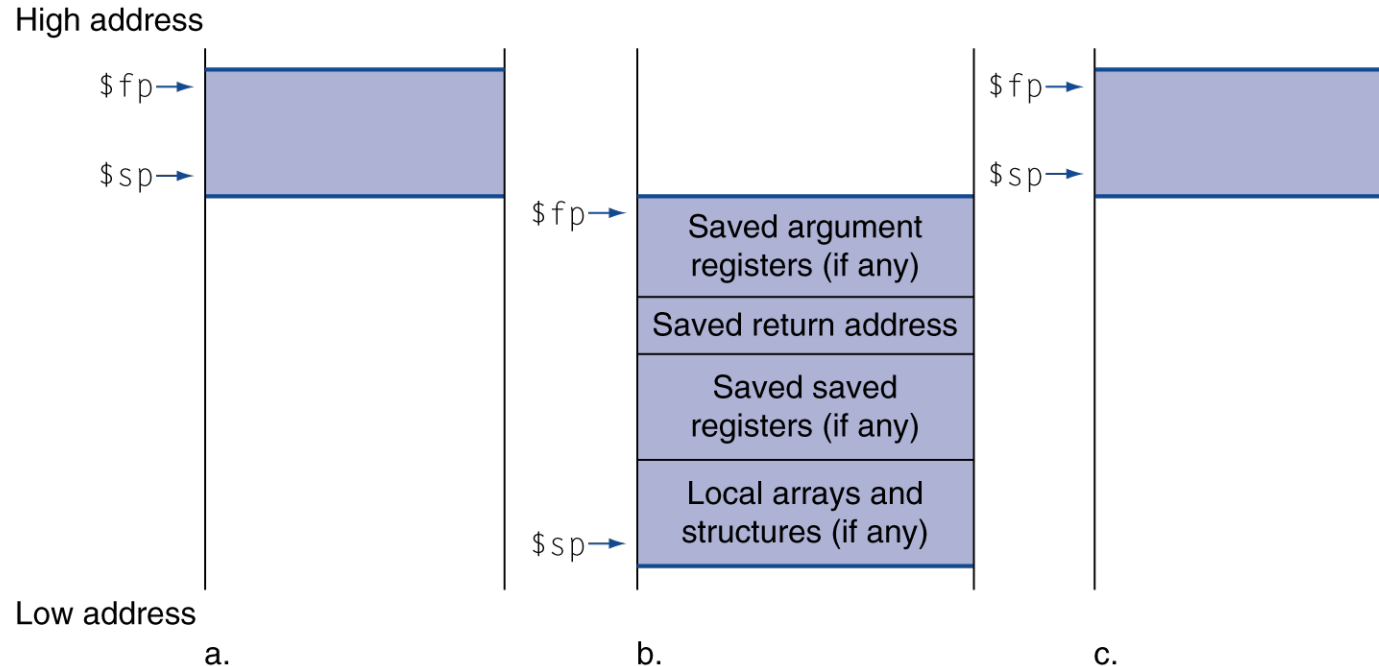 High address
$fp
$sp
$fp
Saved argument
registers (if any)
Saved return address
Saved saved
registers (if any)
Local arrays and
structures (if any)
$sp
$fp
$sp
Low address
a.
b.
c.